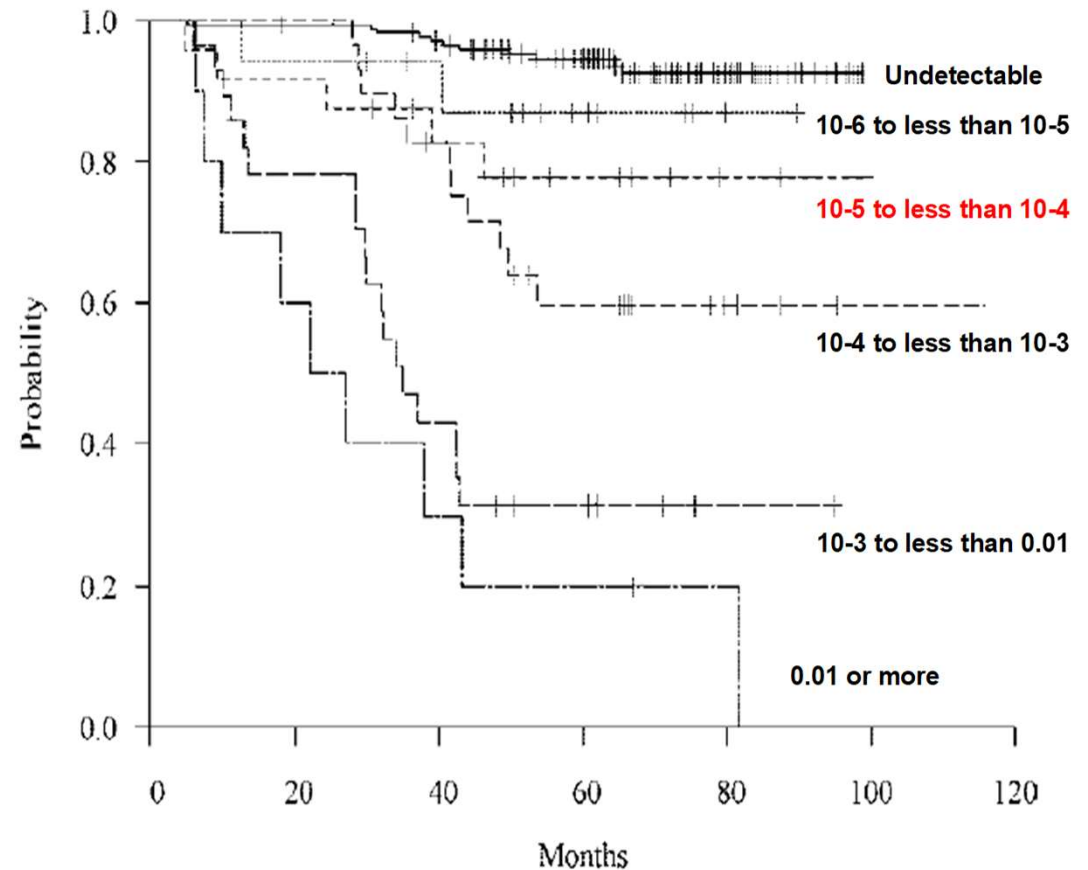 1.0
0.8
0.6
0.4
0.2
0.0
Probability
Undetectable
10-6 to less than 10-5
10-5 to less than 10-4
10-4 to less than 10-3
10-3 to less than 0.01
0.01 or more
0 20 40 60 80 100 120
Months